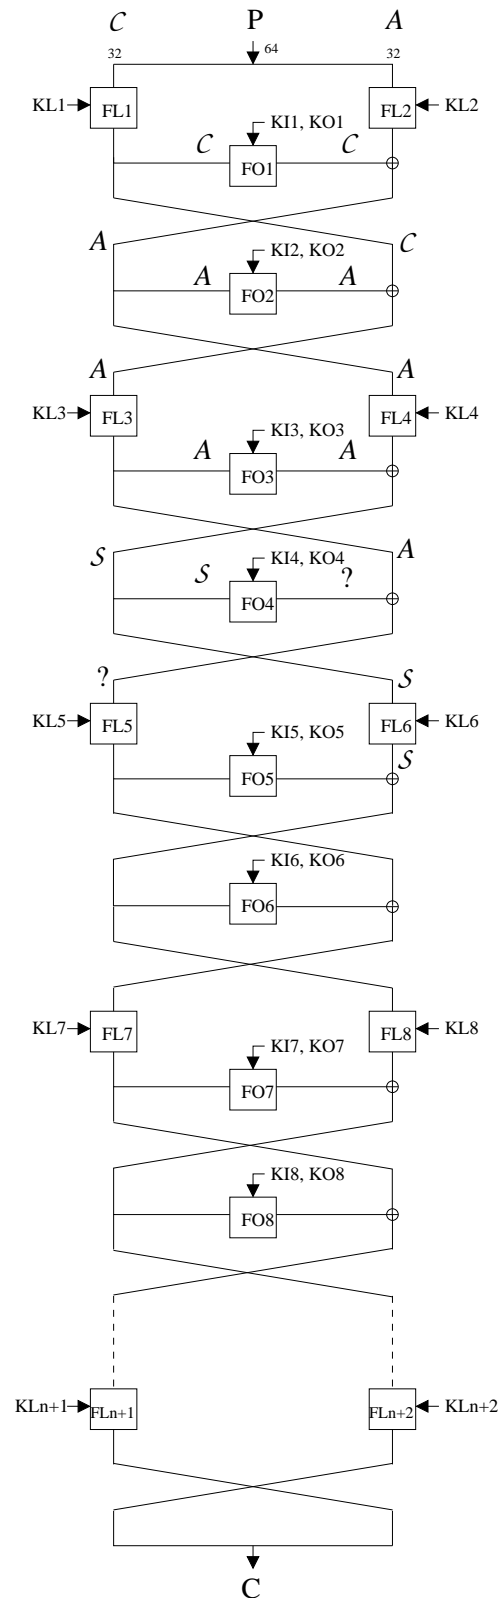 𝒞 P A
32 64 32
KL1 FL1 FL2 KL2
KI1, KO1
𝒞 FO1 𝒞
A 𝒞
KI2, KO2
A FO2 A
A A
KL3 FL3 FL4 KL4
KI3, KO3
A FO3 A
S A
KI4, KO4
S FO4 ?
? S
KL5 FL5 FL6 KL6
KI5, KO5
S
FO5
KI6, KO6
FO6
KL7 FL7 FL8 KL8
KI7, KO7
FO7
KI8, KO8
FO8
KLn+1 FLn+1 FLn+2 KLn+2
C